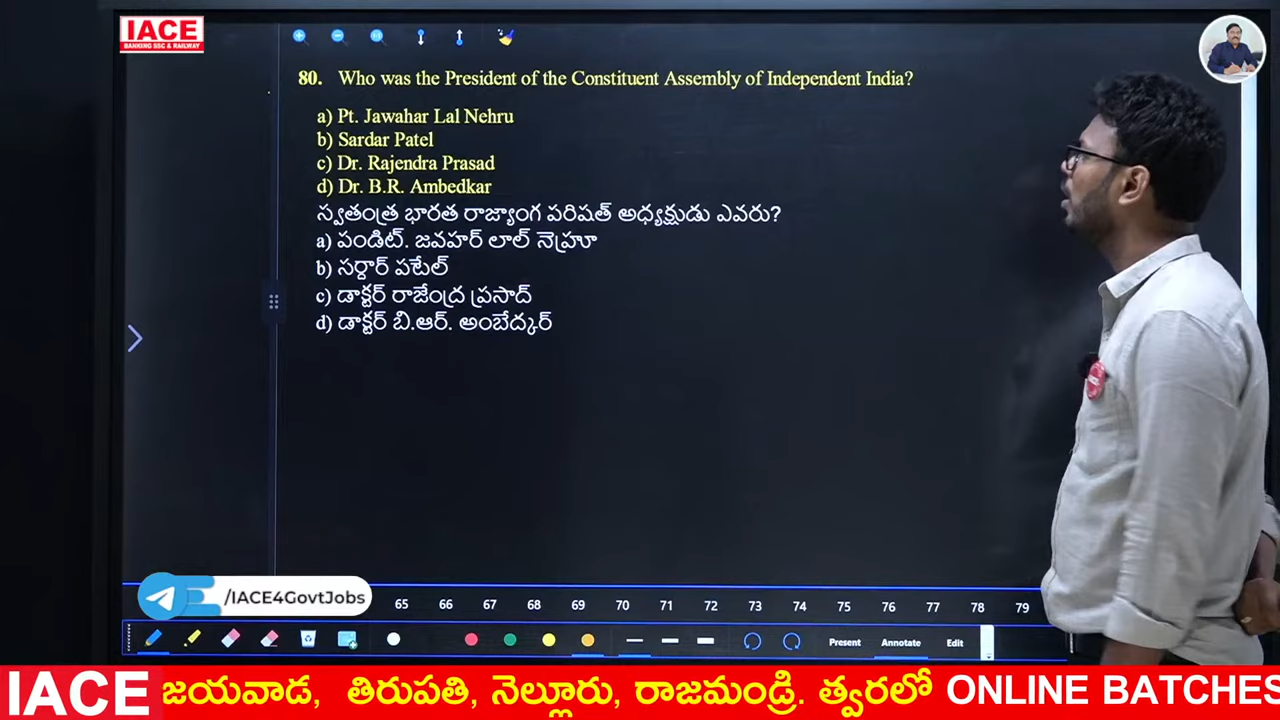 IACE
BANKING SSC & RAILWAY
80. Who was the President of the Constituent Assembly of Independent India?
a) Pt. Jawahar Lal Nehru
b) Sardar Patel
c) Dr. Rajendra Prasad
d) Dr. B.R. Ambedkar
స్వతంత్ర భారత రాజ్యాంగ పరిషత్ అధ్యక్షుడు ఎవరు?
a) పండిట్. జవహర్ లాల్ నెహ్రూ
b) సర్దార్ పటేల్
c) డాక్టర్ రాజేంద్ర ప్రసాద్
d) డాక్టర్ బి.ఆర్. అంబేద్కర్
/IACE4GovtJobs
65 66 67 68 69 70 71 72 73 74 75 76 77 78 79
Present Annotate Edit
IACE జయవాడ, తిరుపతి, నెల్లూరు, రాజమండ్రి. త్వరలో ONLINE BATCHES